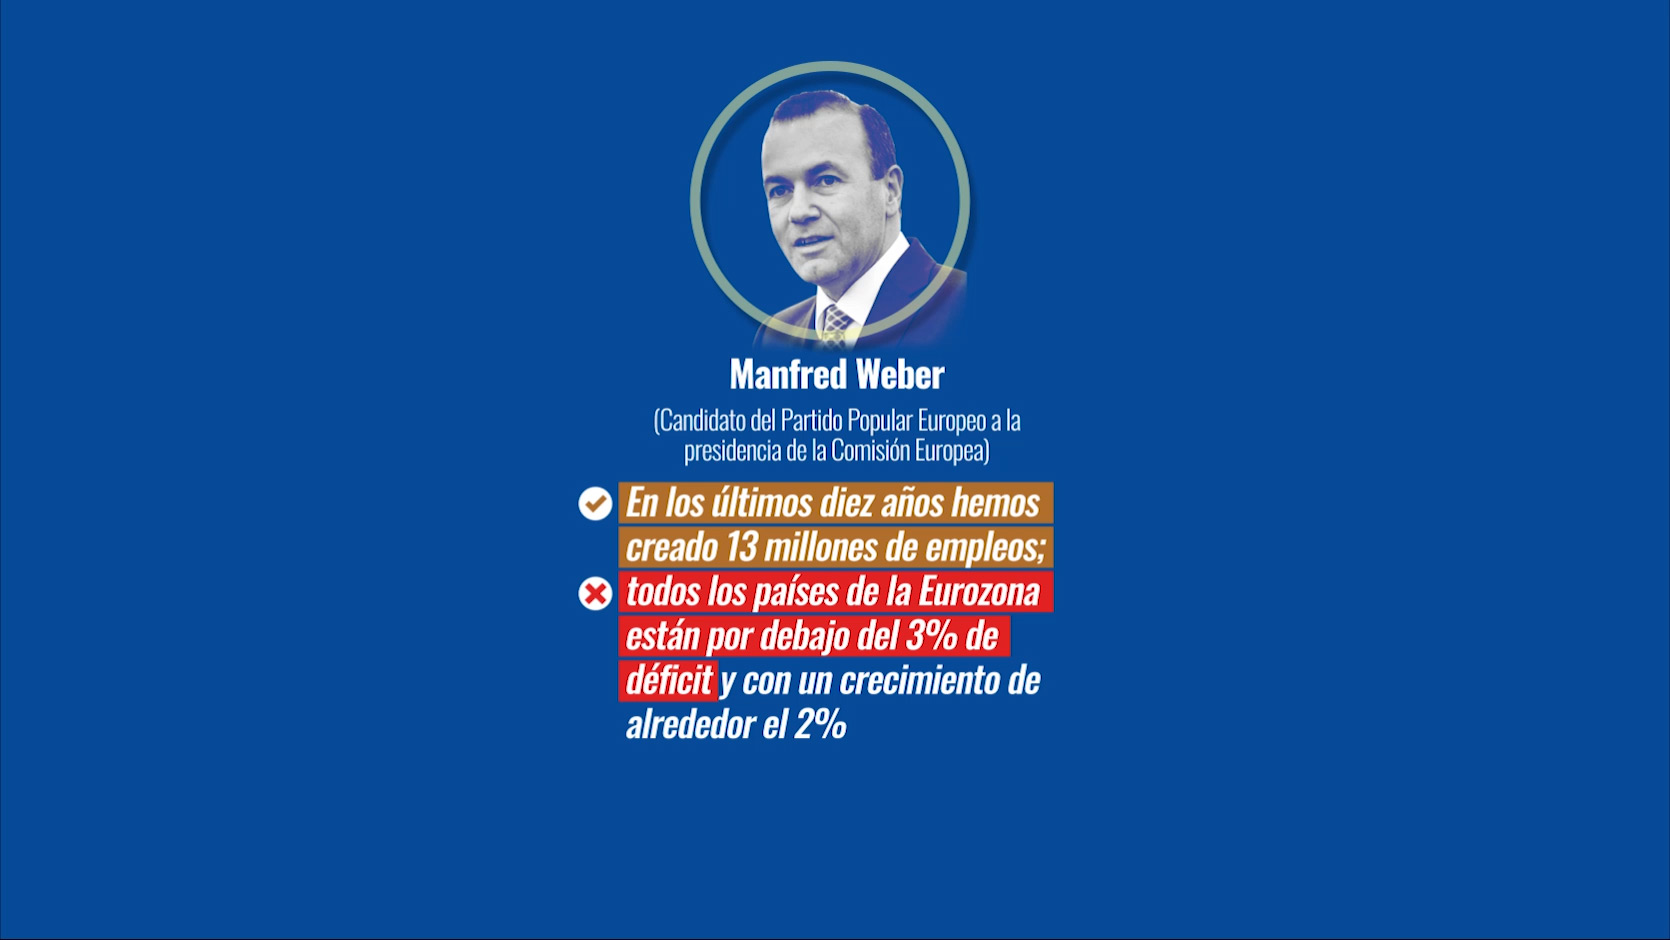 Manfred Weber
(Candidato del Partido Popular Europeo a la
presidencia de la Comisión Europea)
En los últimos diez años hemos
creado 13 millones de empleos;
todos los países de la Eurozona
están por debajo del 3% de
déficit y con un crecimiento de
alrededor el 2%